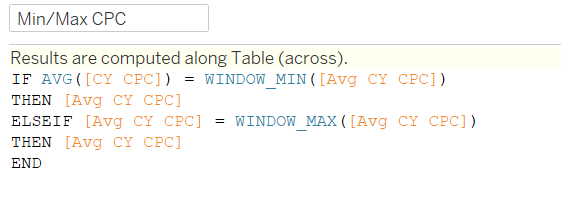 Min/Max CPC
Results are computed along Table (across).
IF AVG([CY CPC]) = WINDOW_MIN([Avg CY CPC])
THEN [Avg CY CPC]
ELSEIF [Avg CY CPC] = WINDOW_MAX([Avg CY CPC])
THEN [Avg CY CPC]
END